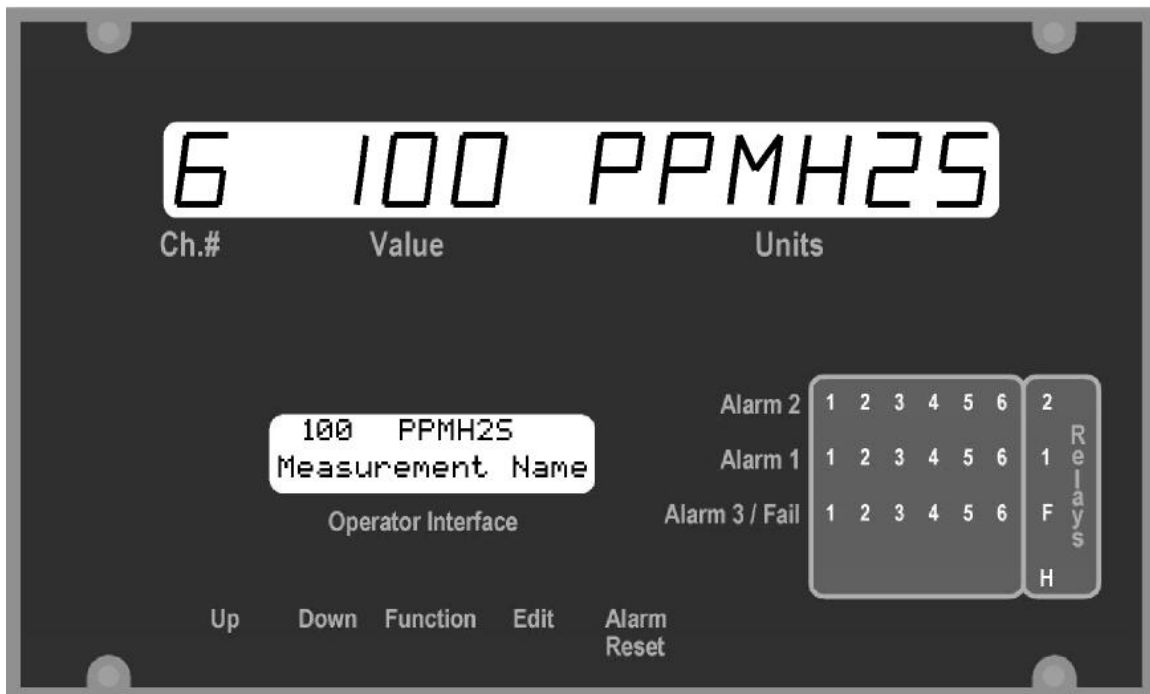 6 100 PPMH2S
Ch.# Value Units
100 PPMH2S
Measurement Name
Operator Interface
Alarm 2 1 2 3 4 5 6 2
Alarm 1 1 2 3 4 5 6 1
Alarm 3 / Fail 1 2 3 4 5 6 F
H
Relays
Up Down Function Edit Alarm
Reset